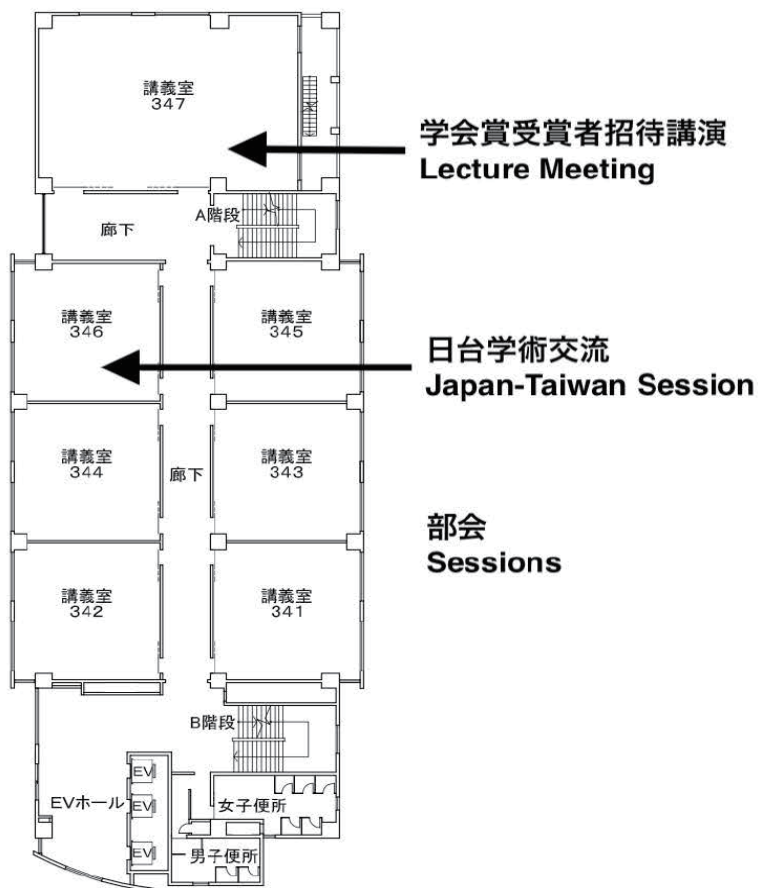 講義室
347
学会賞受賞者招待講演
Lecture Meeting
A階段
廊下
講義室
346
講義室
345
日台学術交流
Japan-Taiwan Session
講義室
344
廊下
講義室
343
部会
Sessions
講義室
342
講義室
341
B階段
EV
EVホール
EV
女子便所
EV
男子便所